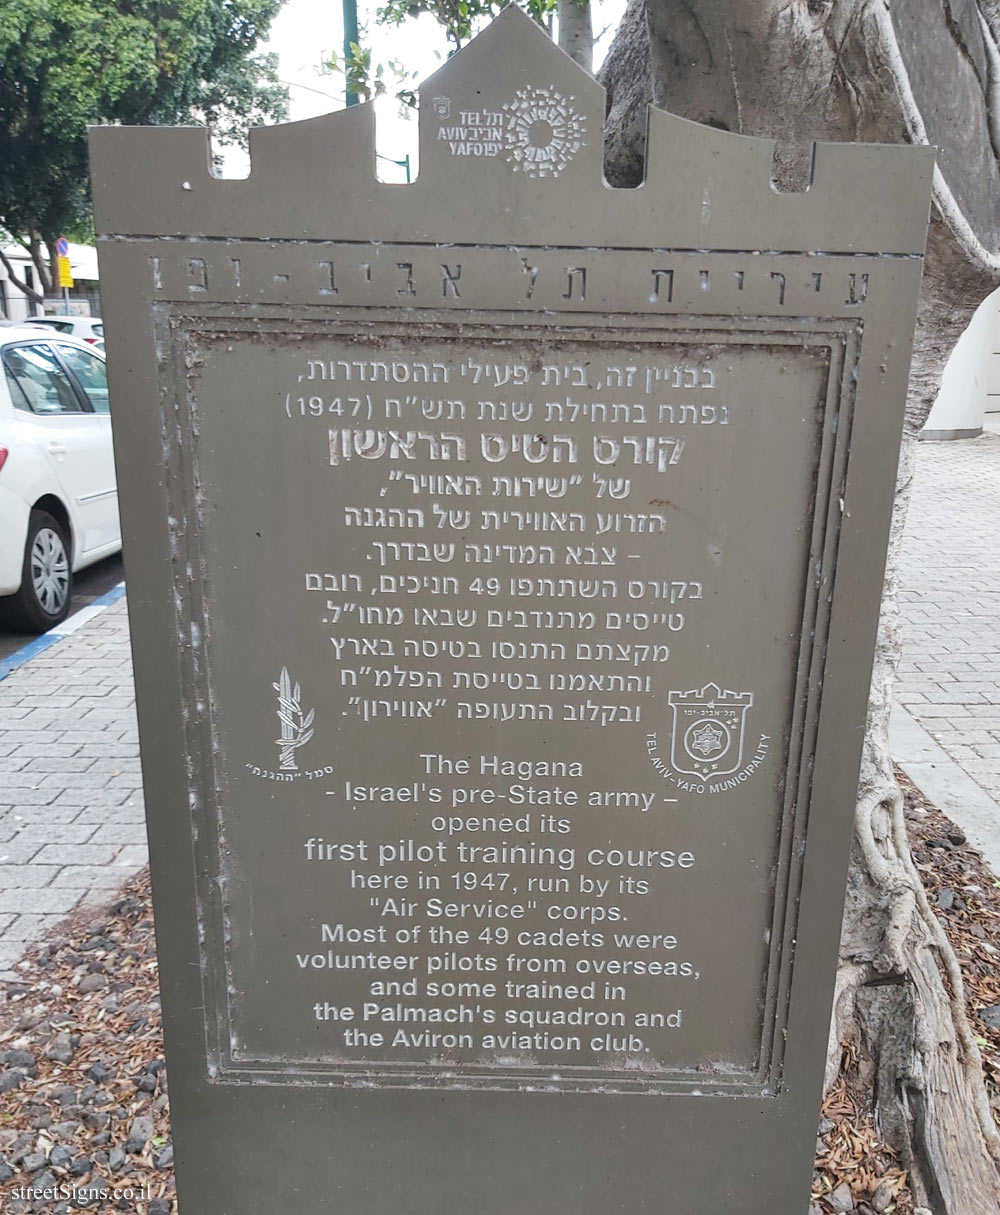 תל
TEL
אביב
AVIV
יפו
YAFO
עיריית תל אביב - יפו
בבניין זה, בית פעילי ההסתדרות,
נפתח בתחילת שנת תש״ח (1947)
קורס הטיס הראשון
של ״שירות האוויר״,
הזרוע האווירית של ההגנה
– צבא המדינה שבדרך.
בקורס השתתפו 49 חניכים, רובם
טייסים מתנדבים שבאו מחו״ל.
מקצתם התנסו בטיסה בארץ
והתאמנו בטייסת הפלמ״ח
ובקלוב התעופה ״אווירון״.
סמל ״ההגנה״
תל-אביב-יפו
TEL AVIV-YAFO MUNICIPALITY
The Hagana
- Israel's pre-State army –
opened its
first pilot training course
here in 1947, run by its
"Air Service" corps.
Most of the 49 cadets were
volunteer pilots from overseas,
and some trained in
the Palmach's squadron and
the Aviron aviation club.
streetSigns.co.il